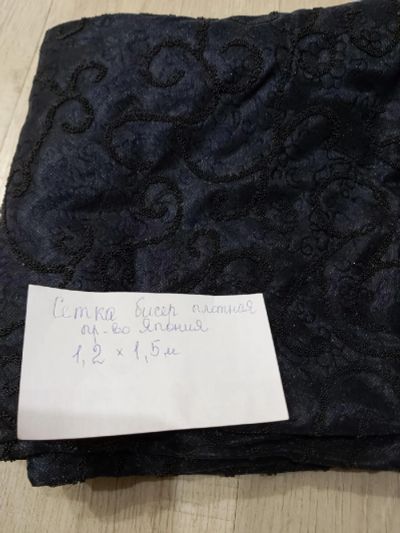 Сетка бисер плотная
пр-во Япония
1,2 × 1,5 м